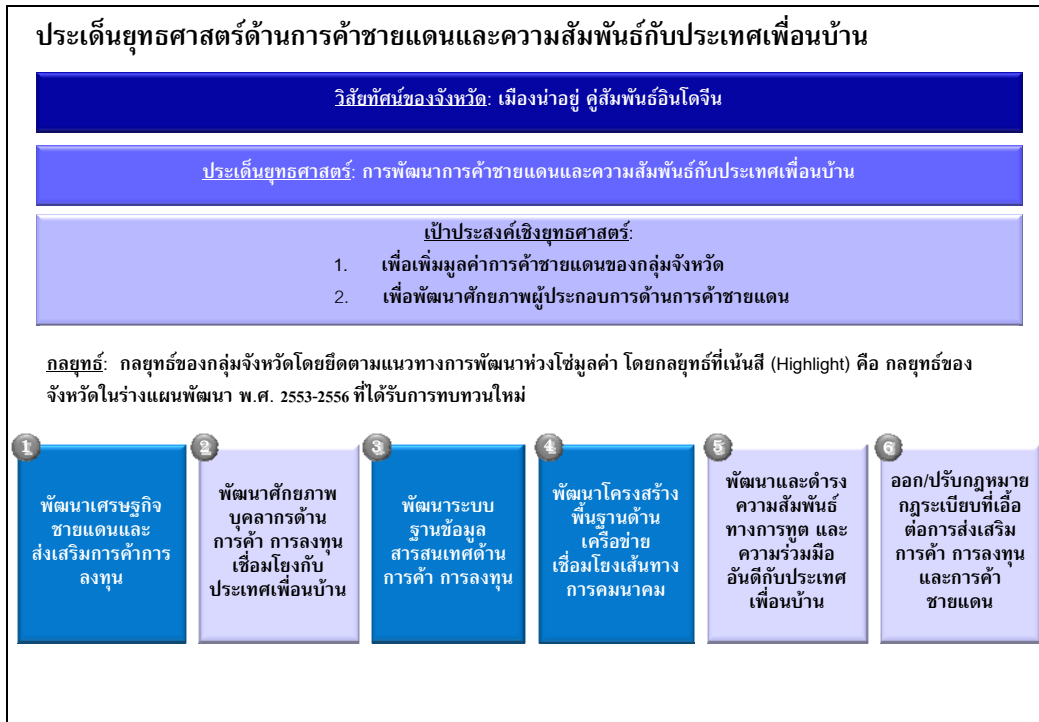 ประเด็นยุทธศาสตร์ด้านการค้าชายแดนและความสัมพันธ์กับประเทศเพื่อนบ้าน
วิสัยทัศน์ของจังหวัด: เมืองน่าอยู่ คู่สัมพันธ์อินโดจีน
ประเด็นยุทธศาสตร์: การพัฒนาการค้าชายแดนและความสัมพันธ์กับประเทศเพื่อนบ้าน
เป้าประสงค์เชิงยุทธศาสตร์:
1. เพื่อเพิ่มมูลค่าการค้าชายแดนของกลุ่มจังหวัด
2. เพื่อพัฒนาศักยภาพผู้ประกอบการด้านการค้าชายแดน
กลยุทธ์: กลยุทธ์ของกลุ่มจังหวัดโดยยึดตามแนวทางการพัฒนาห่วงโซ่มูลค่า โดยกลยุทธ์ที่เน้นสี (Highlight) คือ กลยุทธ์ของ
จังหวัดในร่างแผนพัฒนา พ.ศ. 2553-2556 ที่ได้รับการทบทวนใหม่
1
พัฒนาเศรษฐกิจ
ชายแดนและ
ส่งเสริมการค้าการ
ลงทุน
2
พัฒนาศักยภาพ
บุคลากรด้าน
การค้า การลงทุน
เชื่อมโยงกับ
ประเทศเพื่อนบ้าน
3
พัฒนาระบบ
ฐานข้อมูล
สารสนเทศด้าน
การค้า การลงทุน
4
พัฒนาโครงสร้าง
พื้นฐานด้าน
เครือข่าย
เชื่อมโยงเส้นทาง
การคมนาคม
5
พัฒนาและดำรง
ความสัมพันธ์
ทางการทูต และ
ความร่วมมือ
อันดีกับประเทศ
เพื่อนบ้าน
6
ออก/ปรับกฎหมาย
กฎระเบียบที่เอื้อ
ต่อการส่งเสริม
การค้า การลงทุน
และการค้า
ชายแดน